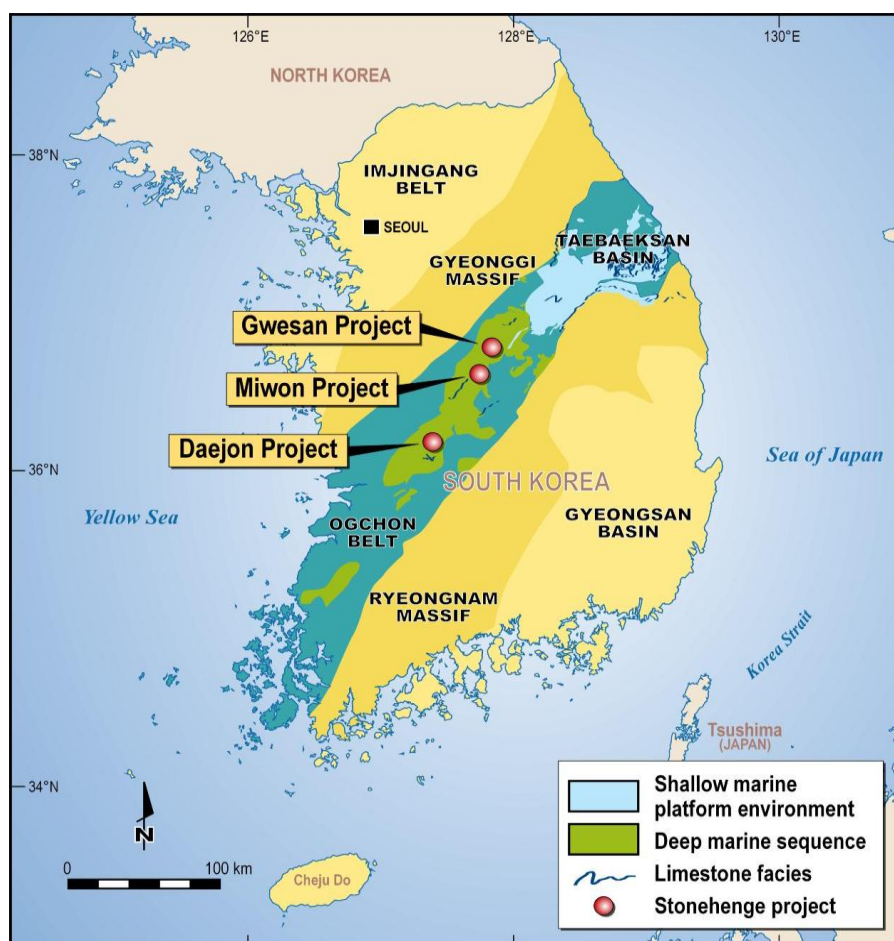 126°E
128°E
130°E
NORTH KOREA
38°N
IMJINGANG
BELT
SEOUL
TAEBAEKSAN
BASIN
GYEONGGI
MASSIF
Gwesan Project
Miwon Project
Daejon Project
36°N
SOUTH KOREA
Sea of Japan
Yellow Sea
GYEONGSAN
BASIN
OGCHON
BELT
RYEONGNAM
MASSIF
Korea Strait
Tsushima
(JAPAN)
34°N
N
0
100 km
Cheju Do
Shallow marine
platform environment
Deep marine sequence
Limestone facies
Stonehenge project